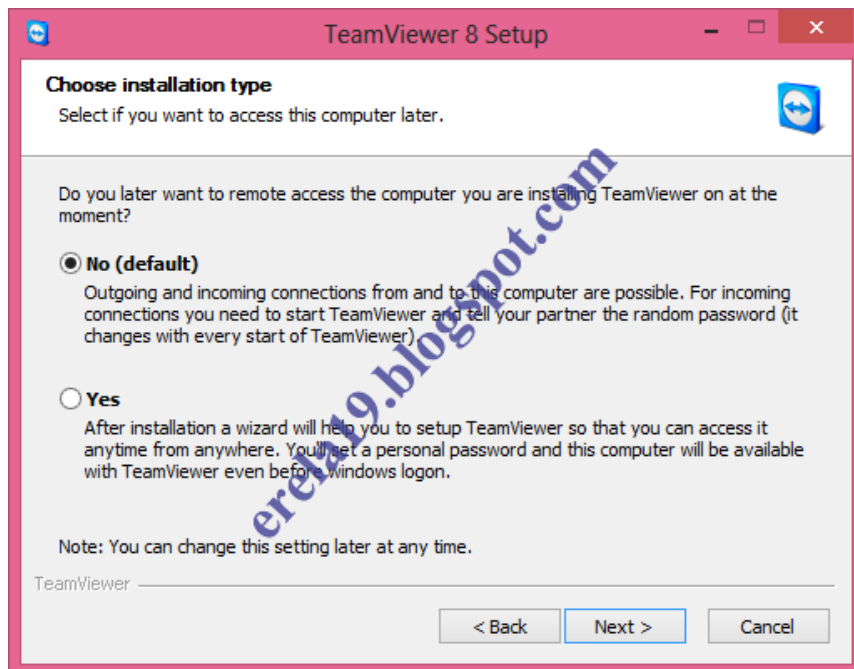 TeamViewer 8 Setup
Choose installation type
Select if you want to access this computer later.
Do you later want to remote access the computer you are installing TeamViewer on at the
moment?
No (default)
Outgoing and incoming connections from and to this computer are possible. For incoming
connections you need to start TeamViewer and tell your partner the random password (it
changes with every start of TeamViewer).
Yes
After installation a wizard will help you to setup TeamViewer so that you can access it
anytime from anywhere. You'll set a personal password and this computer will be available
with TeamViewer even before windows logon.
Note: You can change this setting later at any time.
TeamViewer
< Back
Next >
Cancel
erela19.blogspot.com